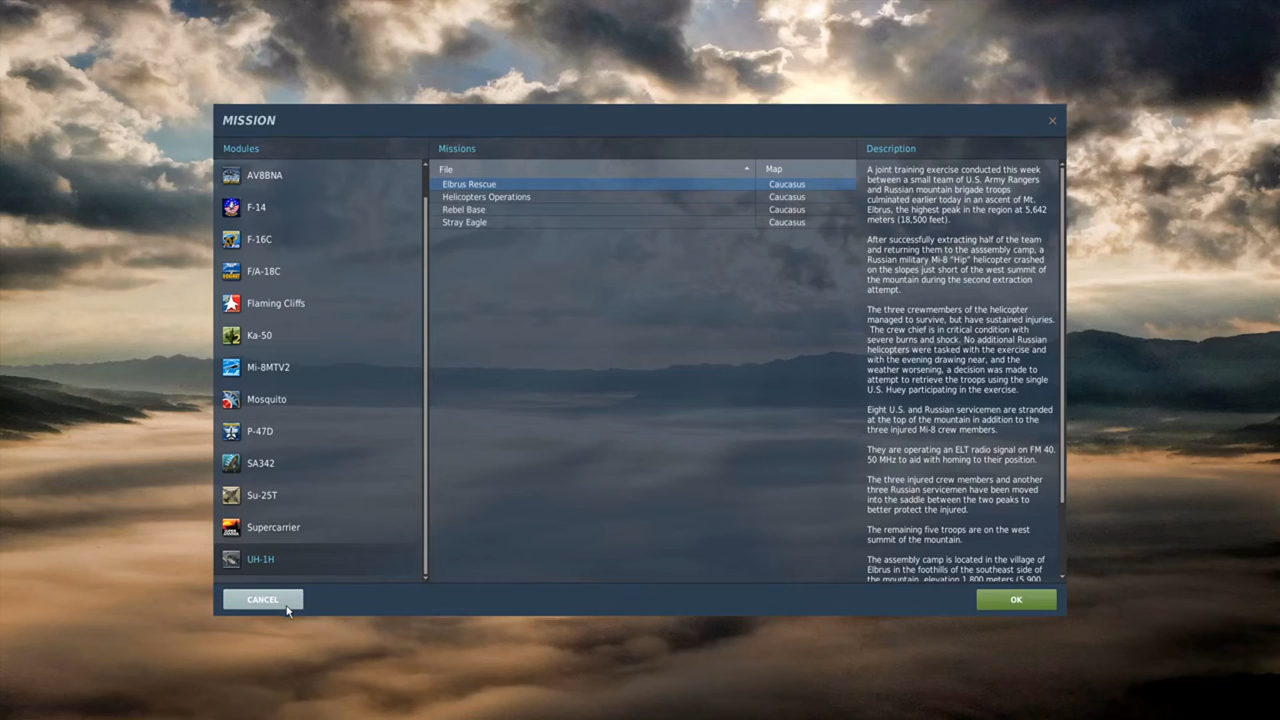 MISSION
Modules
Missions
Description
AV8BNA
F-14
F-16C
F/A-18C
Flaming Cliffs
Ka-50
Mi-8MTV2
Mosquito
P-47D
SA342
Su-25T
Supercarrier
UH-1H
File
Map
Elbrus Rescue
Caucasus
Helicopters Operations
Caucasus
Rebel Base
Caucasus
Stray Eagle
Caucasus
A joint training exercise conducted this week
between a small team of U.S. Army Rangers
and Russian mountain brigade troops
culminated earlier today in an ascent of Mt.
Elbrus, the highest peak in the region at 5,642
meters (18,500 feet).
After successfully extracting half of the team
and returning them to the asssembly camp, a
Russian military Mi-8 "Hip" helicopter crashed
on the slopes just short of the west summit of
the mountain during the second extraction
attempt.
The three crewmembers of the helicopter
managed to survive, but have sustained injuries.
The crew chief is in critical condition with
severe burns and shock. No additional Russian
helicopters were tasked with the exercise and
with the evening drawing near, and the
weather worsening, a decision was made to
attempt to retrieve the troops using the single
U.S. Huey participating in the exercise.
Eight U.S. and Russian servicemen are stranded
at the top of the mountain in addition to the
three injured Mi-8 crew members.
They are operating an ELT radio signal on FM 40.
50 MHz to aid with homing to their position.
The three injured crew members and another
three Russian servicemen have been moved
into the saddle between the two peaks to
better protect the injured.
The remaining five troops are on the west
summit of the mountain.
The assembly camp is located in the village of
Elbrus in the foothills of the southeast side of
the mountain, elevation 1,800 meters (5,900
CANCEL
OK